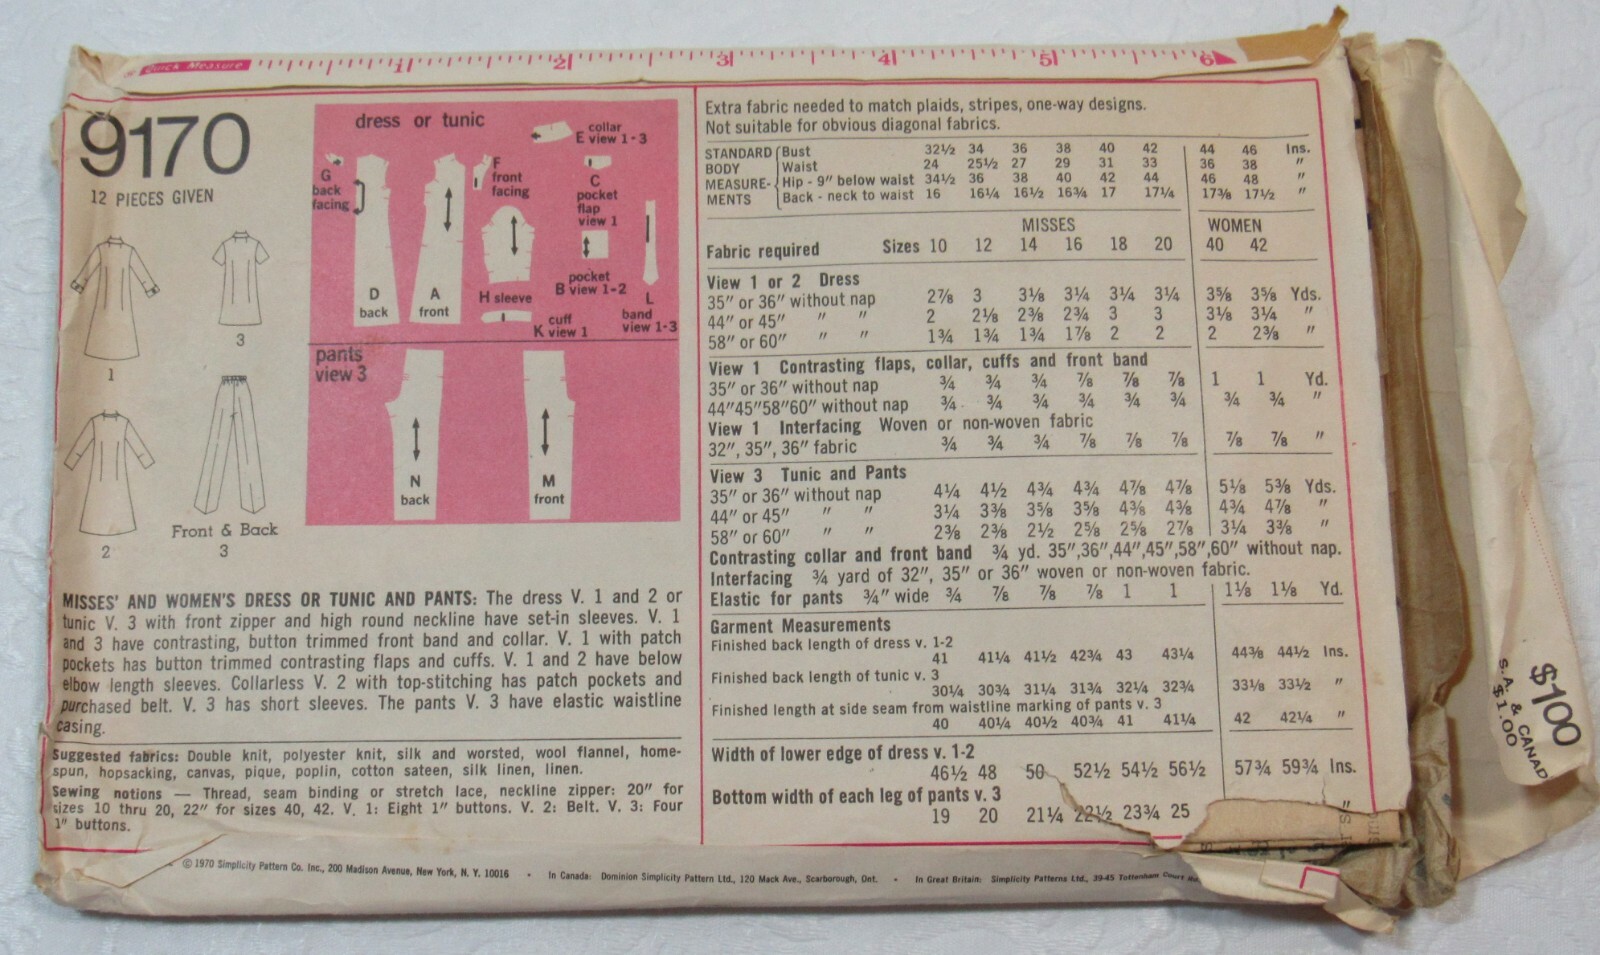 Quick Measure 1 2 3 4 5 6
9170
12 PIECES GIVEN
1
3
2
Front & Back
3
dress or tunic
collar
E view 1-3
G
back
facing
F
front
facing
C
pocket
flap
view 1
D
back
A
front
H sleeve
pocket
B view 1-2
cuff
K view 1
L
band
view 1-3
pants
view 3
N
back
M
front
MISSES' AND WOMEN'S DRESS OR TUNIC AND PANTS: The dress V. 1 and 2 or
tunic V. 3 with front zipper and high round neckline have set-in sleeves. V. 1
and 3 have contrasting, button trimmed front band and collar. V. 1 with patch
pockets has button trimmed contrasting flaps and cuffs. V. 1 and 2 have below
elbow length sleeves. Collarless V. 2 with top-stitching has patch pockets and
purchased belt. V. 3 has short sleeves. The pants V. 3 have elastic waistline
casing.
Suggested fabrics: Double knit, polyester knit, silk and worsted, wool flannel, home-
spun, hopsacking, canvas, pique, poplin, cotton sateen, silk linen, linen.
Sewing notions — Thread, seam binding or stretch lace, neckline zipper: 20" for
sizes 10 thru 20, 22" for sizes 40, 42. V. 1: Eight 1" buttons. V. 2: Belt. V. 3: Four
1" buttons.
Extra fabric needed to match plaids, stripes, one-way designs.
Not suitable for obvious diagonal fabrics.
STANDARD BODY MEASURE-MENTS
Bust 32½ 34 36 38 40 42 44 46 Ins.
Waist 24 25½ 27 29 31 33 36 38 "
Hip - 9" below waist 34½ 36 38 40 42 44 46 48 "
Back - neck to waist 16 16¼ 16½ 16¾ 17 17¼ 17⅜ 17½ "
MISSES WOMEN
Fabric required Sizes 10 12 14 16 18 20 40 42
View 1 or 2 Dress
35" or 36" without nap 2⅞ 3 3⅛ 3¼ 3¼ 3¼ 3⅝ 3⅝ Yds.
44" or 45" " " 2 2⅛ 2⅜ 2¾ 3 3 3⅛ 3¼ "
58" or 60" " " 1¾ 1¾ 1¾ 1⅞ 2 2 2 2⅜ "
View 1 Contrasting flaps, collar, cuffs and front band
35" or 36" without nap ¾ ¾ ¾ ⅞ ⅞ ⅞ 1 1 Yd.
44"45"58"60" without nap ¾ ¾ ¾ ¾ ¾ ¾ ¾ ¾ "
View 1 Interfacing Woven or non-woven fabric
32", 35", 36" fabric ¾ ¾ ¾ ⅞ ⅞ ⅞ ⅞ ⅞ "
View 3 Tunic and Pants
35" or 36" without nap 4¼ 4½ 4¾ 4¾ 4⅞ 4⅞ 5⅛ 5⅜ Yds.
44" or 45" " " 3¼ 3⅜ 3⅝ 3⅝ 4⅜ 4⅜ 4¾ 4⅞ "
58" or 60" " " 2⅜ 2⅜ 2½ 2⅝ 2⅝ 2⅞ 3¼ 3⅜ "
Contrasting collar and front band ¾ yd. 35",36",44",45",58",60" without nap.
Interfacing ¾ yard of 32", 35" or 36" woven or non-woven fabric.
Elastic for pants ¾" wide ¾ ⅞ ⅞ ⅞ 1 1 1⅛ 1⅛ Yd.
Garment Measurements
Finished back length of dress v. 1-2
41 41¼ 41½ 42¾ 43 43¼ 44⅜ 44½ Ins.
Finished back length of tunic v. 3
30¼ 30¾ 31¼ 31¾ 32¼ 32¾ 33⅛ 33½ "
Finished length at side seam from waistline marking of pants v. 3
40 40¼ 40½ 40¾ 41 41¼ 42 42¼ "
Width of lower edge of dress v. 1-2
46½ 48 50 52½ 54½ 56½ 57¾ 59¾ Ins.
Bottom width of each leg of pants v. 3
19 20 21¼ 22½ 23¾ 25 "
© 1970 Simplicity Pattern Co. Inc., 200 Madison Avenue, New York, N. Y. 10016 • In Canada: Dominion Simplicity Pattern Ltd., 120 Mack Ave., Scarborough, Ont. • In Great Britain: Simplicity Patterns Ltd., 39-45 Tottenham Court
$1.00
S.A. & CANAD
$1.00